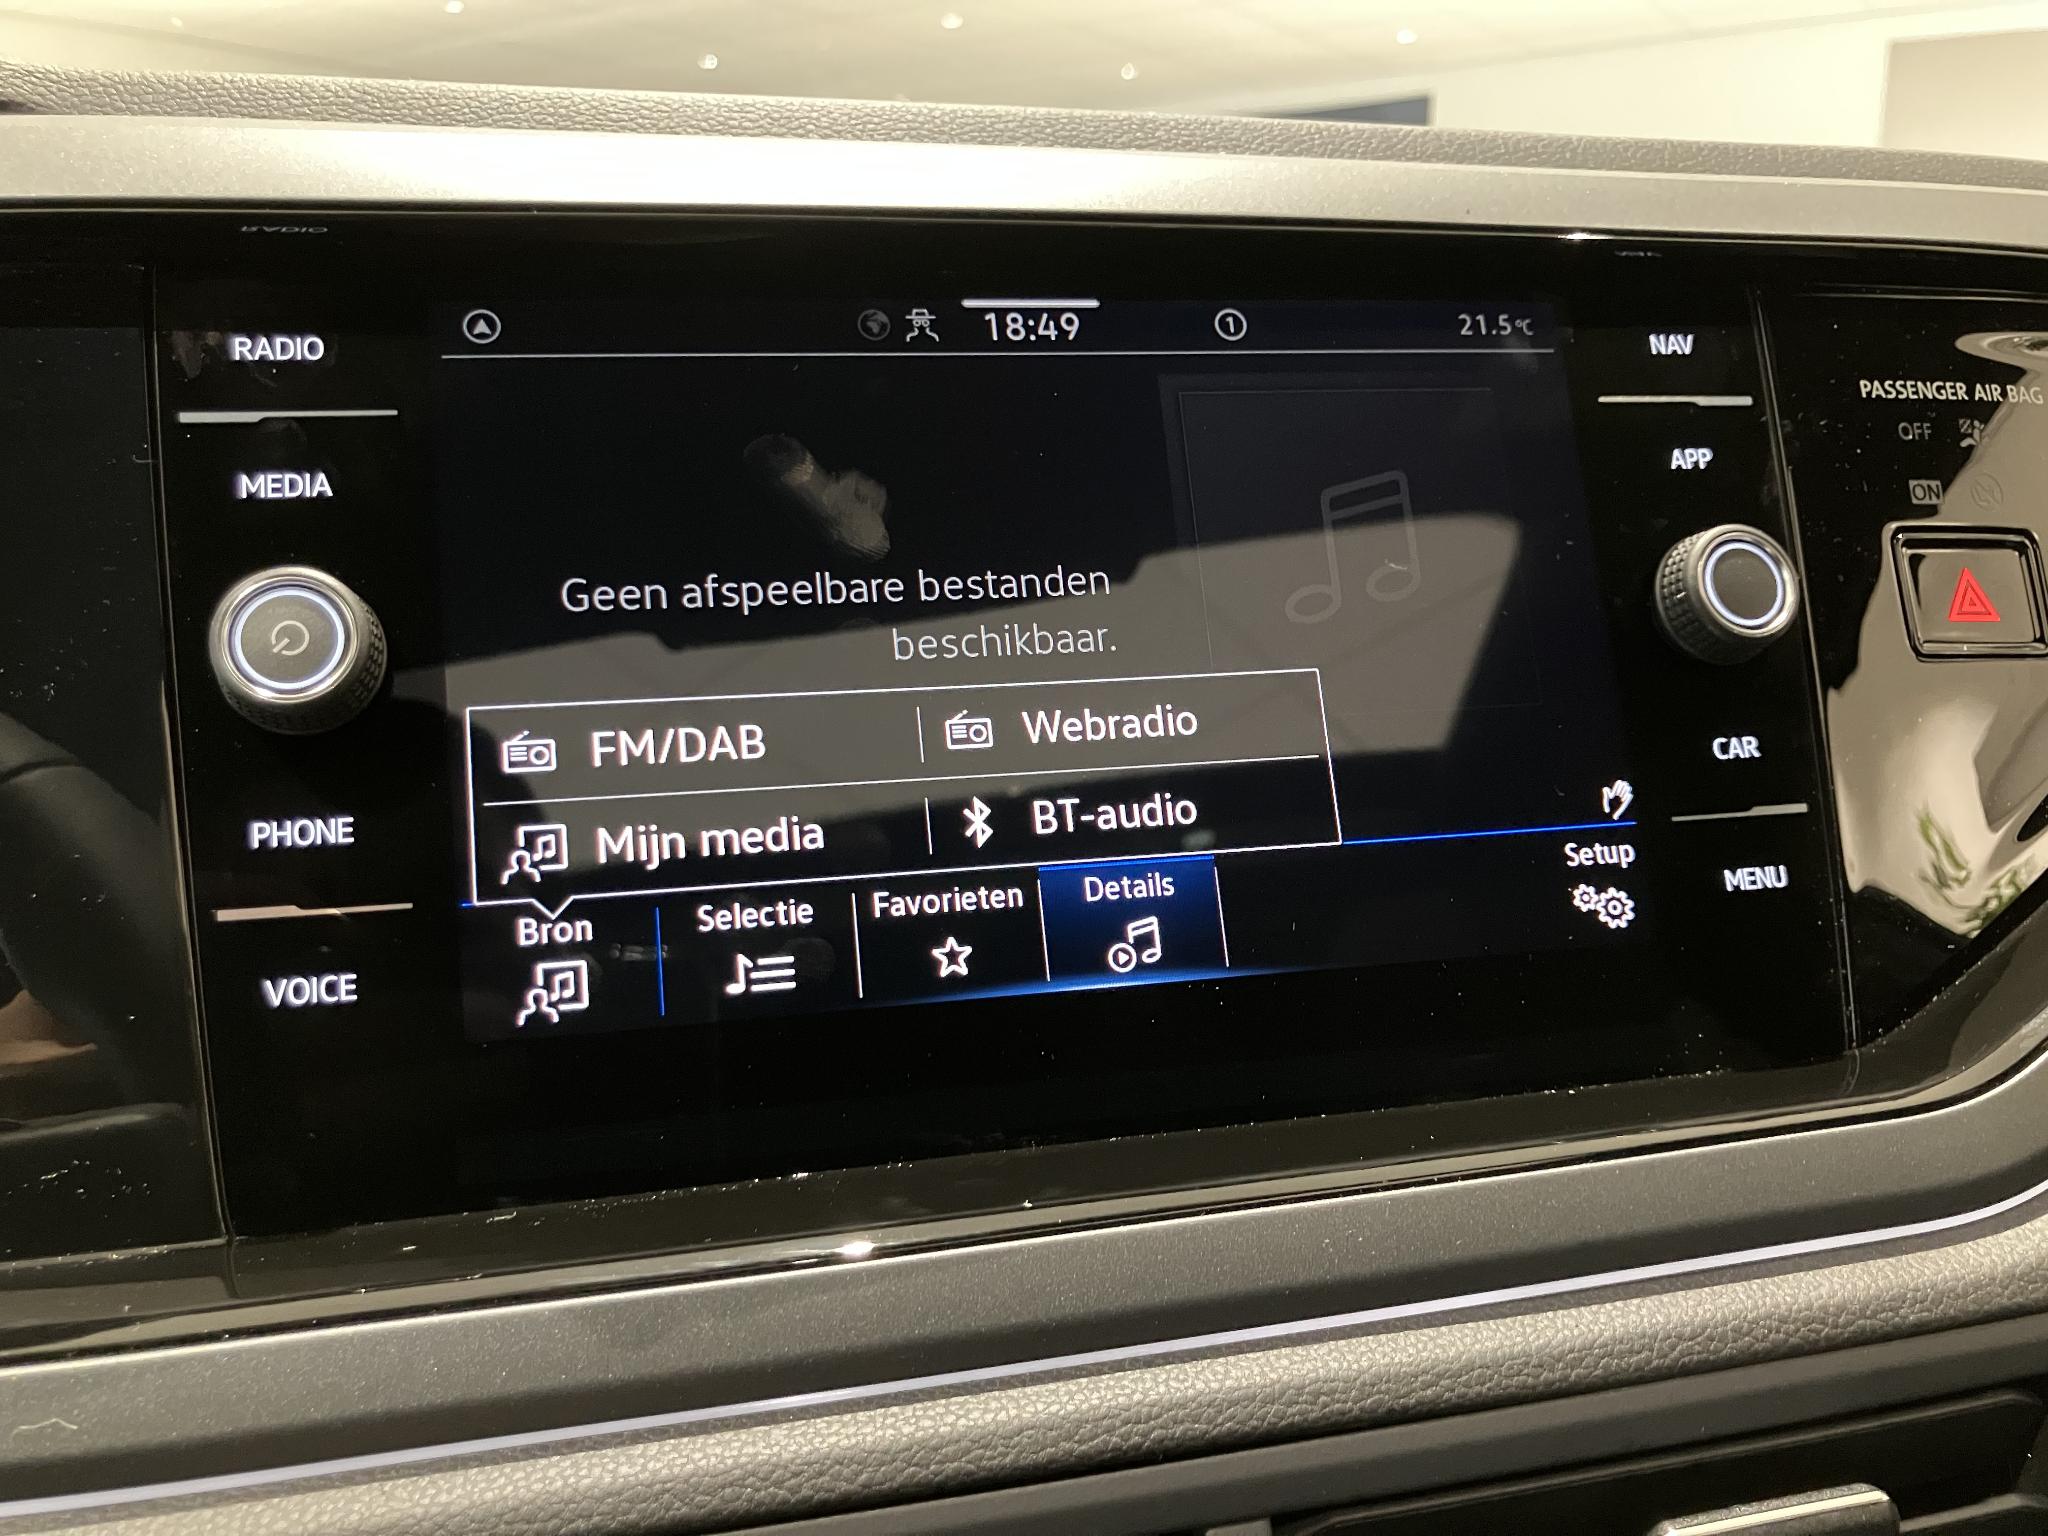 18:49
1
21.5°C
RADIO
MEDIA
PHONE
VOICE
Geen afspeelbare bestanden
beschikbaar.
FM/DAB
Webradio
Mijn media
BT-audio
Bron
Selectie
Favorieten
Details
Setup
NAV
APP
CAR
MENU
PASSENGER AIR BAG
OFF
ON